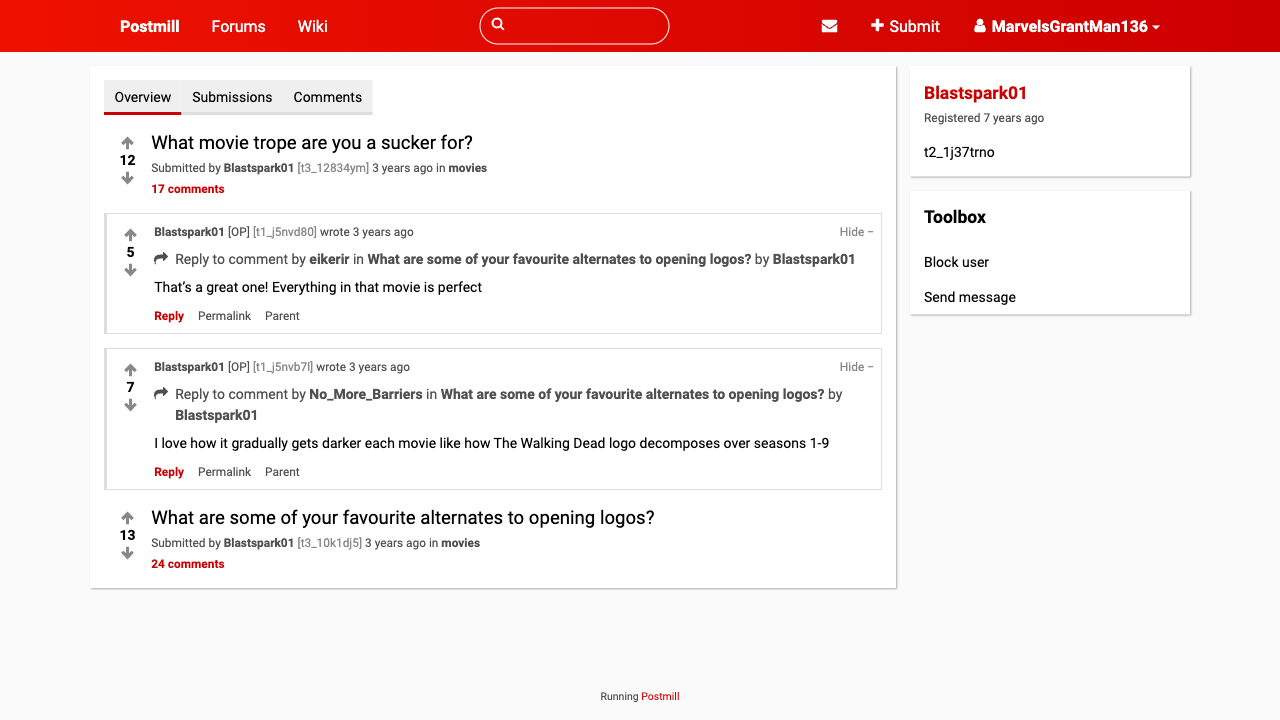 Postmill Forums Wiki Submit MarvelsGrantMan136
Overview Submissions Comments
What movie trope are you a sucker for?
12
Submitted by Blastspark01 [t3_12834ym] 3 years ago in movies
17 comments
Blastspark01 [OP] [t1_j5nvd80] wrote 3 years ago Hide −
5
Reply to comment by eikerir in What are some of your favourite alternates to opening logos? by Blastspark01
That's a great one! Everything in that movie is perfect
Reply Permalink Parent
Blastspark01 [OP] [t1_j5nvb7l] wrote 3 years ago Hide −
7
Reply to comment by No_More_Barriers in What are some of your favourite alternates to opening logos? by
Blastspark01
I love how it gradually gets darker each movie like how The Walking Dead logo decomposes over seasons 1-9
Reply Permalink Parent
What are some of your favourite alternates to opening logos?
13
Submitted by Blastspark01 [t3_10k1dj5] 3 years ago in movies
24 comments
Blastspark01
Registered 7 years ago
t2_1j37trno
Toolbox
Block user
Send message
Running Postmill